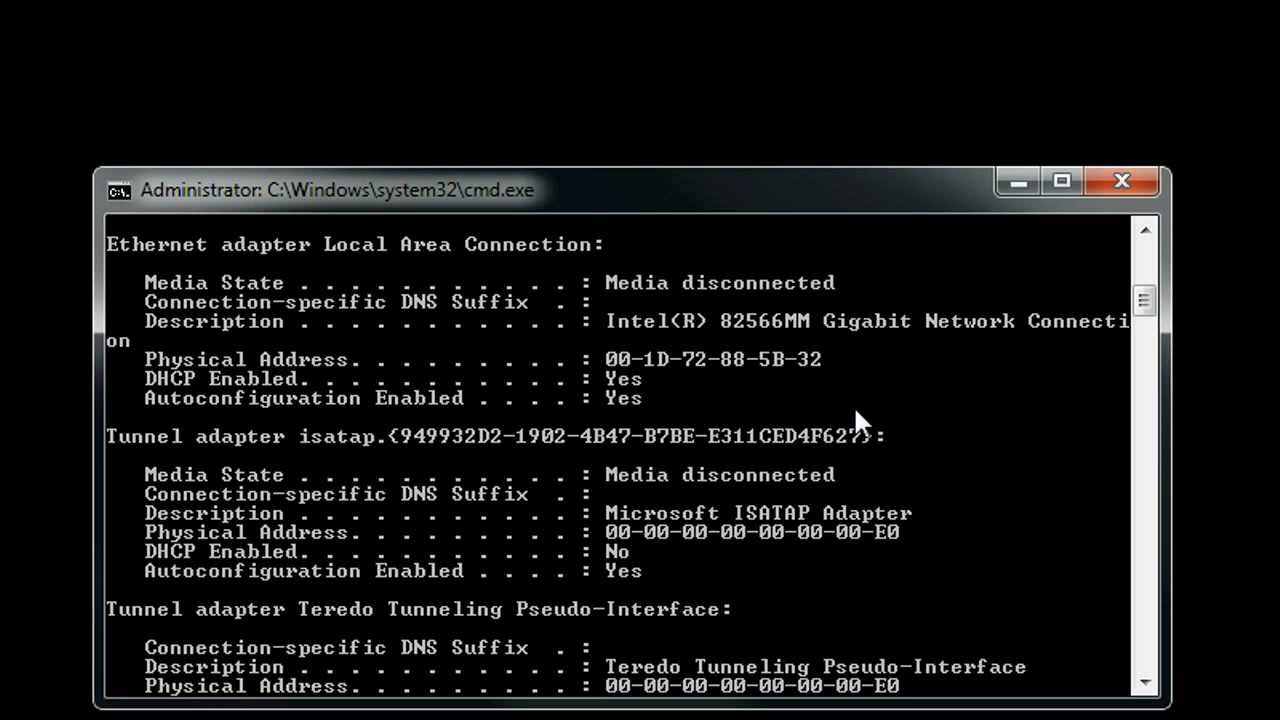 Administrator: C:\Windows\system32\cmd.exe
Ethernet adapter Local Area Connection:
Media State . . . . . . . . . . . : Media disconnected
Connection-specific DNS Suffix  . :
Description . . . . . . . . . . . : Intel(R) 82566MM Gigabit Network Connecti
on
Physical Address. . . . . . . . . : 00-1D-72-88-5B-32
DHCP Enabled. . . . . . . . . . . : Yes
Autoconfiguration Enabled . . . . : Yes
Tunnel adapter isatap.{949932D2-1902-4B47-B7BE-E311CED4F627}:
Media State . . . . . . . . . . . : Media disconnected
Connection-specific DNS Suffix  . :
Description . . . . . . . . . . . : Microsoft ISATAP Adapter
Physical Address. . . . . . . . . : 00-00-00-00-00-00-00-E0
DHCP Enabled. . . . . . . . . . . : No
Autoconfiguration Enabled . . . . : Yes
Tunnel adapter Teredo Tunneling Pseudo-Interface:
Connection-specific DNS Suffix  . :
Description . . . . . . . . . . . : Teredo Tunneling Pseudo-Interface
Physical Address. . . . . . . . . : 00-00-00-00-00-00-00-E0